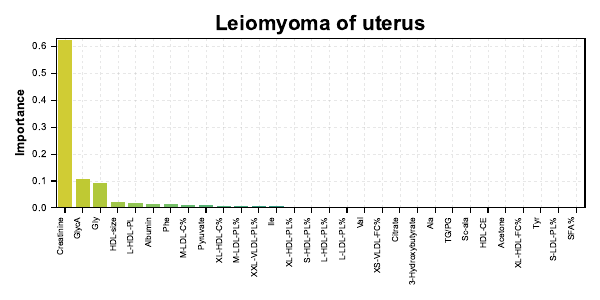 Leiomyoma of uterus
Importance
0.6
0.5
0.4
0.3
0.2
0.1
0.0
Creatinine
GlycA
Gly
HDL-size
L-HDL-PL
Albumin
Phe
M-LDL-C%
Pyruvate
XL-HDL-C%
M-LDL-PL%
XXL-VLDL-PL%
Ile
XL-HDL-PL%
S-HDL-PL%
L-HDL-PL%
L-LDL-PL%
Val
XS-VLDL-FC%
Citrate
3-Hydroxybutyrate
Ala
TG/PG
Sc-ala
HDL-CE
Acetone
XL-HDL-FC%
Tyr
S-LDL-PL%
SFA%